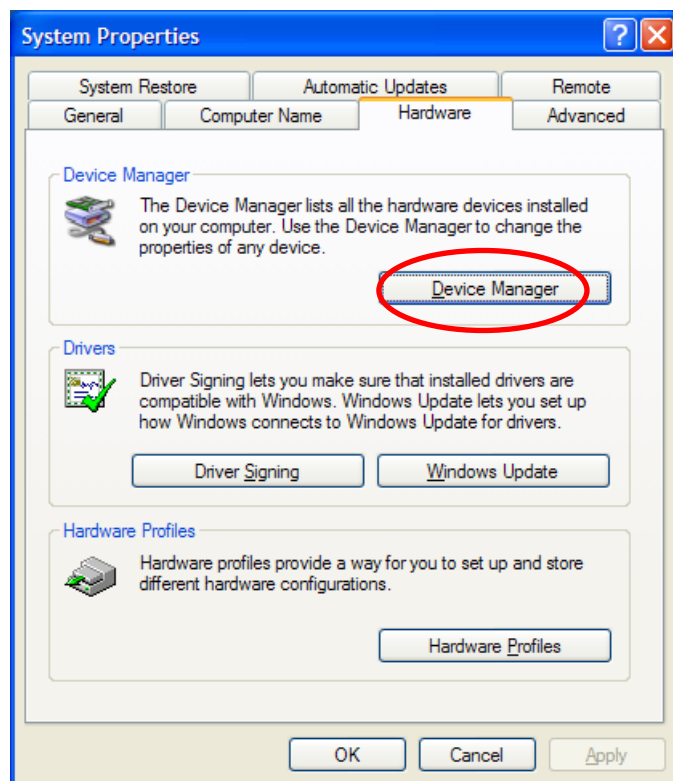 System Properties
System Restore Automatic Updates Remote
General Computer Name Hardware Advanced
Device Manager
The Device Manager lists all the hardware devices installed
on your computer. Use the Device Manager to change the
properties of any device.
Device Manager
Drivers
Driver Signing lets you make sure that installed drivers are
compatible with Windows. Windows Update lets you set up
how Windows connects to Windows Update for drivers.
Driver Signing Windows Update
Hardware Profiles
Hardware profiles provide a way for you to set up and store
different hardware configurations.
Hardware Profiles
OK Cancel Apply